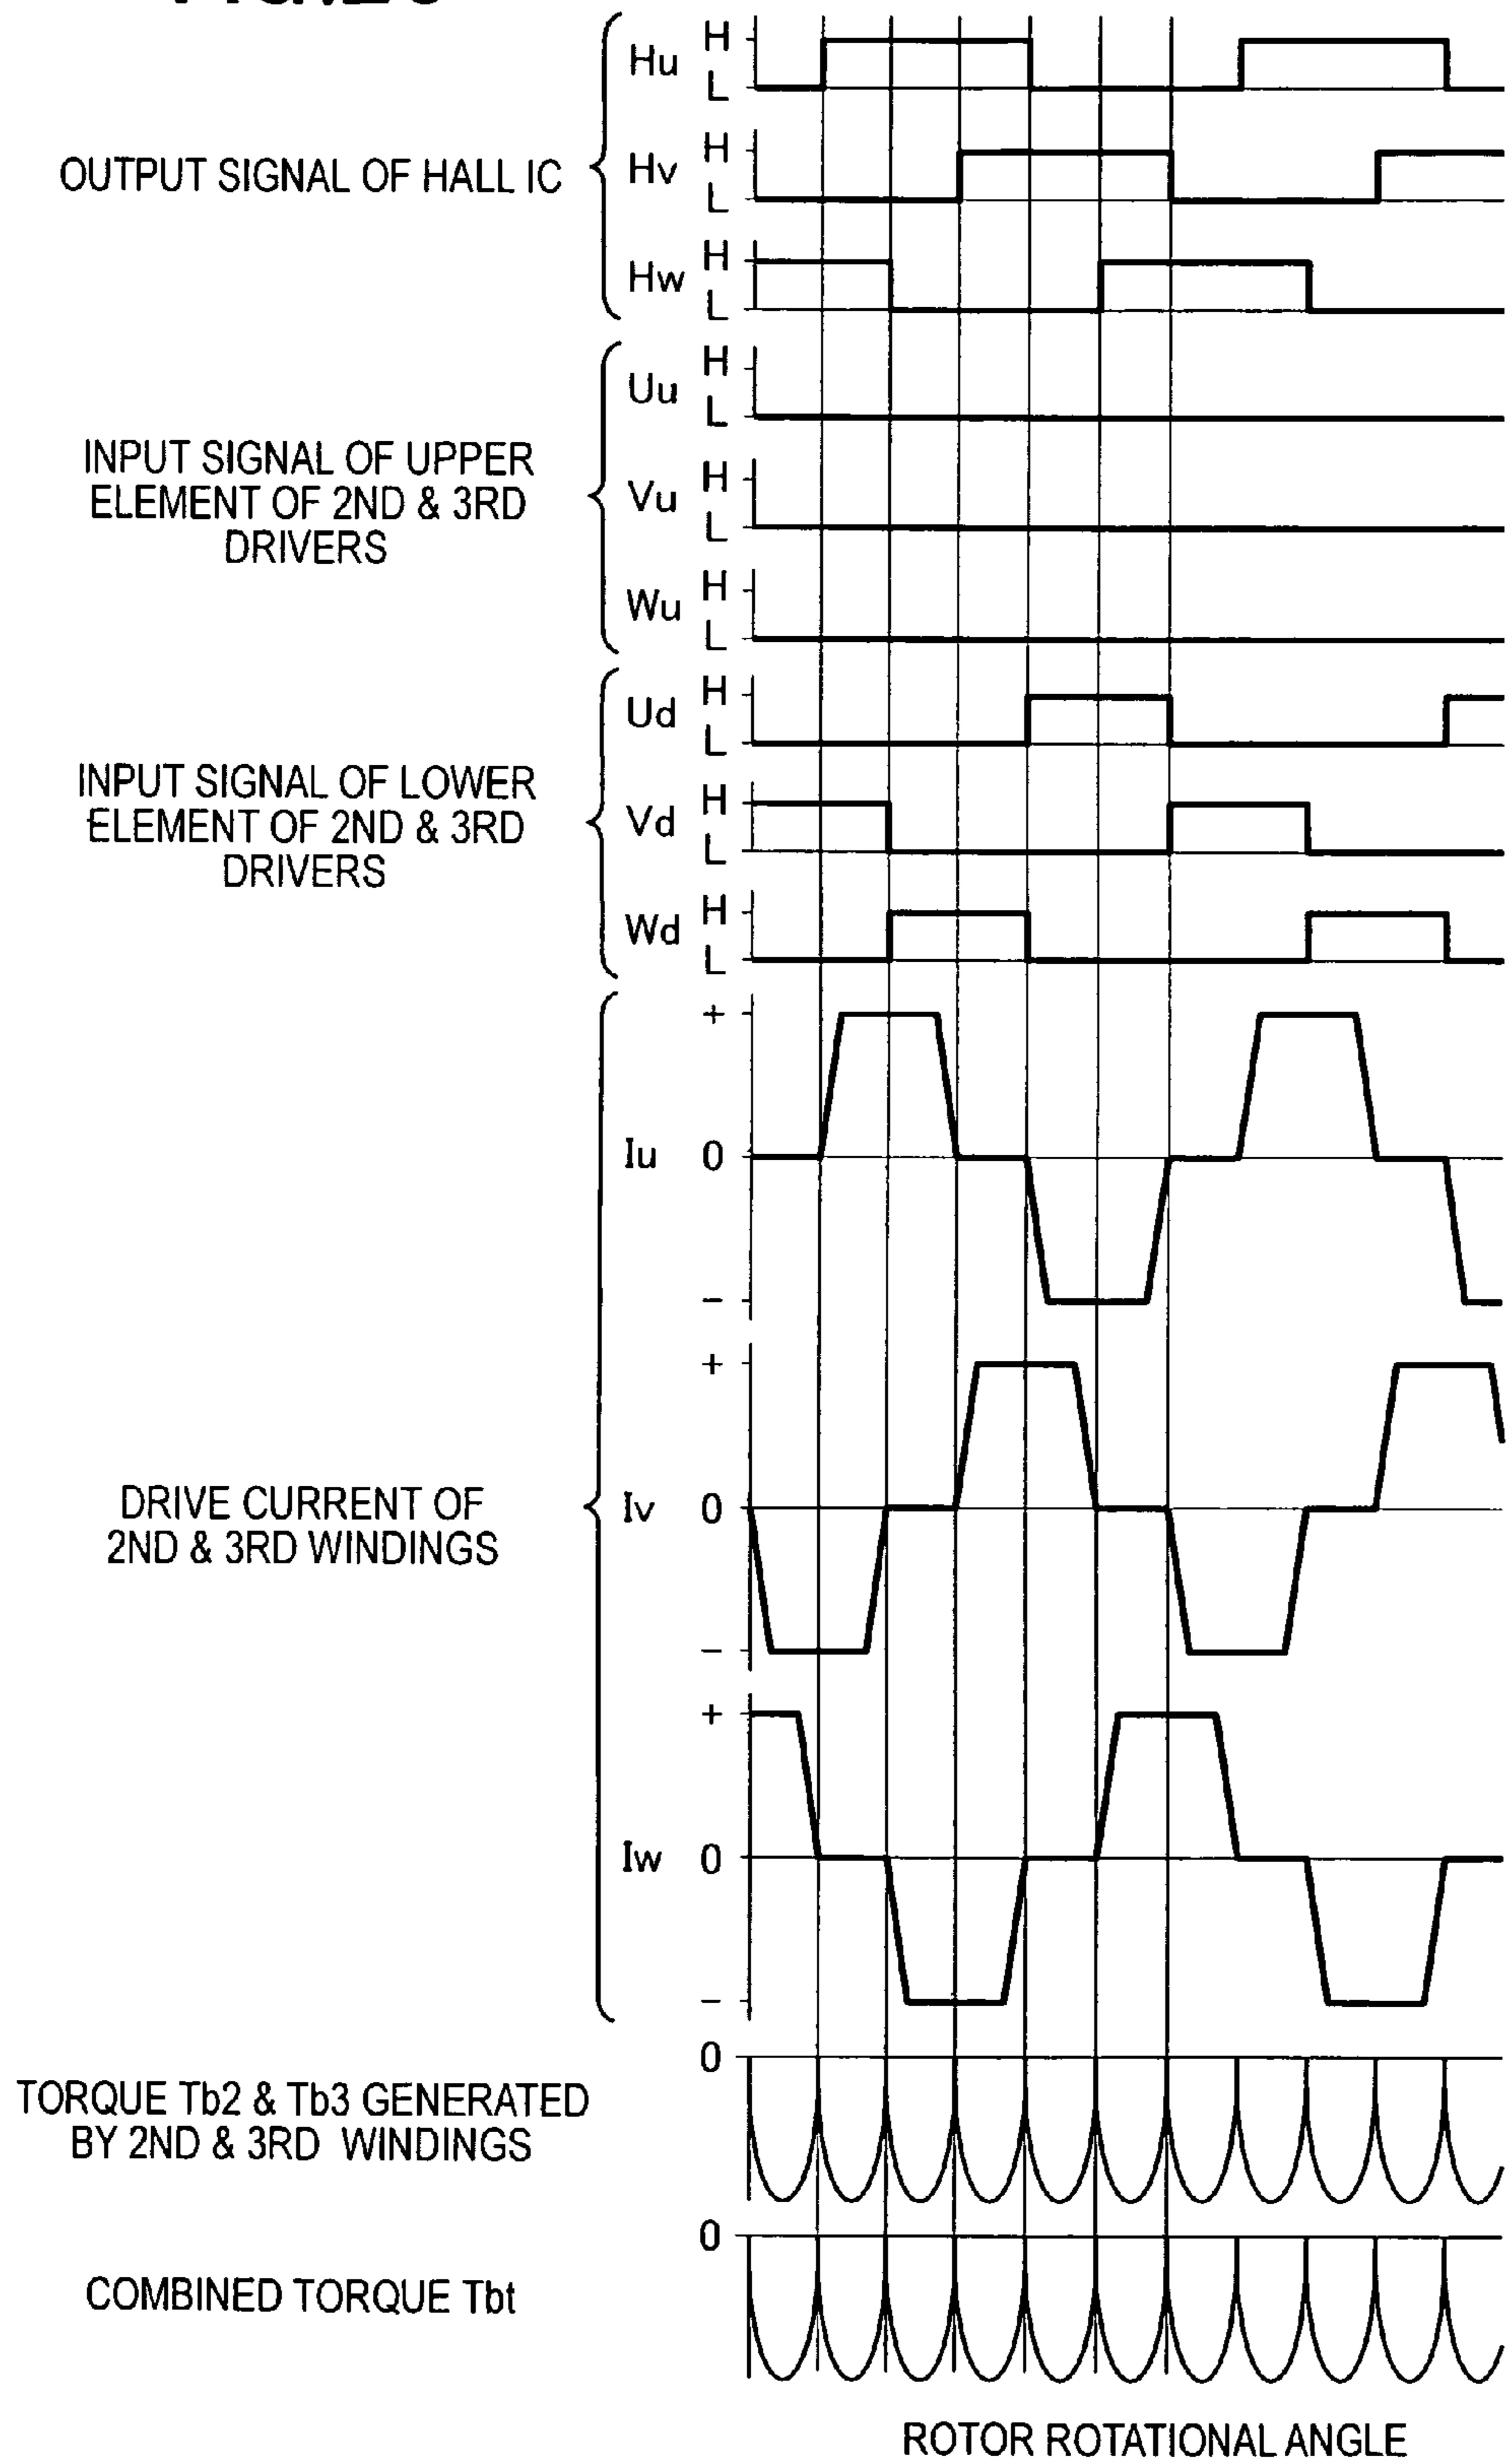 OUTPUT SIGNAL OF HALL IC
Hu H
L
Hv H
L
Hw H
L
INPUT SIGNAL OF UPPER
ELEMENT OF 2ND & 3RD
DRIVERS
Uu H
L
Vu H
L
Wu H
L
INPUT SIGNAL OF LOWER
ELEMENT OF 2ND & 3RD
DRIVERS
Ud H
L
Vd H
L
Wd H
L
DRIVE CURRENT OF
2ND & 3RD WINDINGS
+
Iu 0
−
+
Iv 0
−
+
Iw 0
−
0
TORQUE Tb2 & Tb3 GENERATED
BY 2ND & 3RD WINDINGS
0
COMBINED TORQUE Tbt
ROTOR ROTATIONAL ANGLE